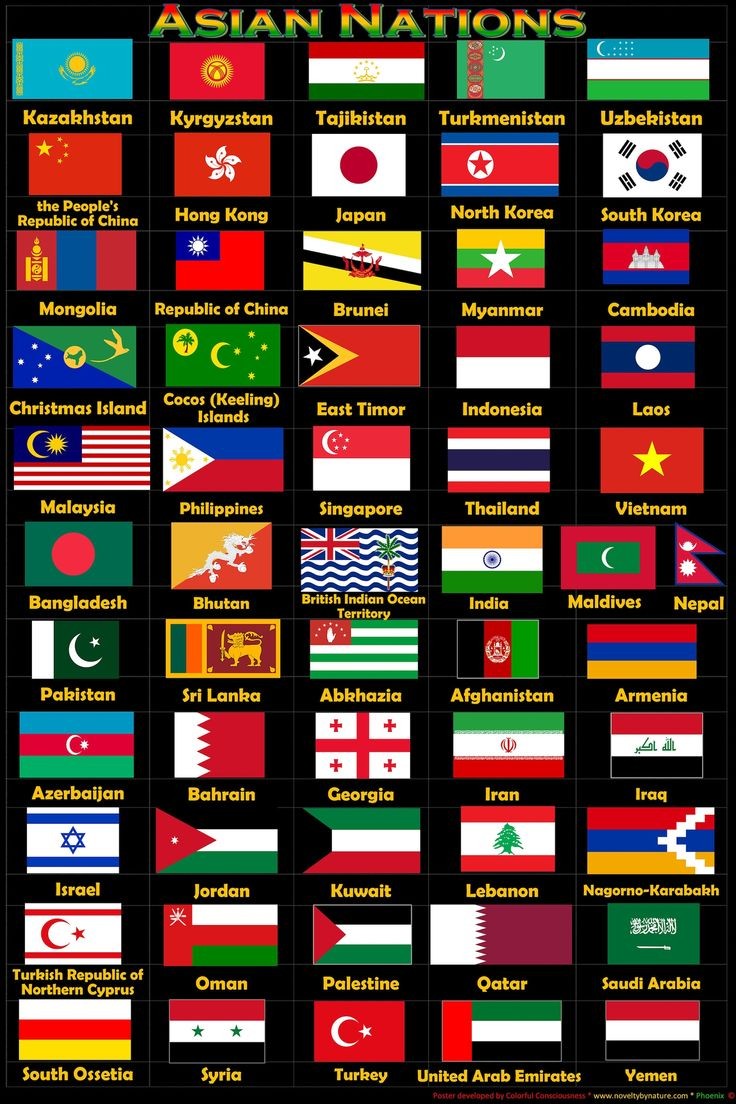 Asian Nations
Kazakhstan Kyrgyzstan Tajikistan Turkmenistan Uzbekistan
the People's
Republic of China Hong Kong Japan North Korea South Korea
Mongolia Republic of China Brunei Myanmar Cambodia
Christmas Island Cocos (Keeling)
Islands East Timor Indonesia Laos
Malaysia Philippines Singapore Thailand Vietnam
Bangladesh Bhutan British Indian Ocean
Territory India Maldives Nepal
Pakistan Sri Lanka Abkhazia Afghanistan Armenia
الله اكبر
Azerbaijan Bahrain Georgia Iran Iraq
Israel Jordan Kuwait Lebanon Nagorno-Karabakh
Turkish Republic of
Northern Cyprus Oman Palestine Qatar Saudi Arabia
South Ossetia Syria Turkey United Arab Emirates Yemen
Poster developed by Colorful Consciousness * www.noveltybynature.com * Phoenix ©